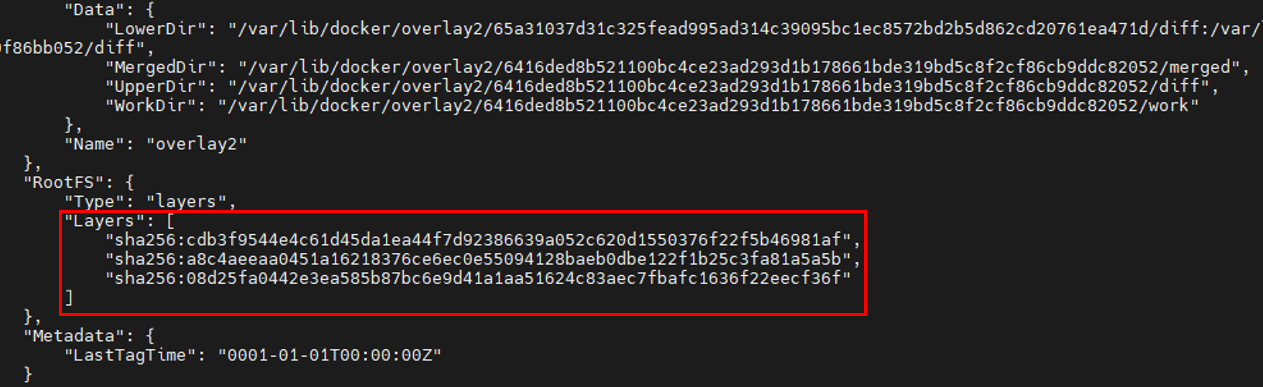 "Data": {
"LowerDir": "/var/lib/docker/overlay2/65a31037d31c325fead995ad314c39095bc1ec8572bd2b5d862cd20761ea471d/diff:/var/l
0f86bb052/diff",
"MergedDir": "/var/lib/docker/overlay2/6416ded8b521100bc4ce23ad293d1b178661bde319bd5c8f2cf86cb9ddc82052/merged",
"UpperDir": "/var/lib/docker/overlay2/6416ded8b521100bc4ce23ad293d1b178661bde319bd5c8f2cf86cb9ddc82052/diff",
"WorkDir": "/var/lib/docker/overlay2/6416ded8b521100bc4ce23ad293d1b178661bde319bd5c8f2cf86cb9ddc82052/work"
},
"Name": "overlay2"
},
"RootFS": {
"Type": "layers",
"Layers": [
"sha256:cdb3f9544e4c61d45da1ea44f7d92386639a052c620d1550376f22f5b46981af",
"sha256:a8c4aeeaa0451a16218376ce6ec0e55094128baeb0dbe122f1b25c3fa81a5a5b",
"sha256:08d25fa0442e3ea585b87bc6e9d41a1aa51624c83aec7fbafc1636f22eecf36f"
]
},
"Metadata": {
"LastTagTime": "0001-01-01T00:00:00Z"
}